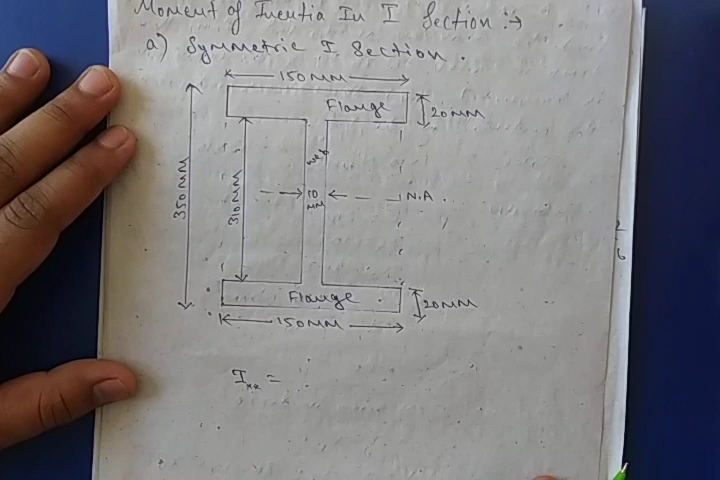 Moment of Inertia In I Section :→
a) Symmetric I Section.
150MM
Flange
20MM
web
350MM
310MM
10
MM
N.A.
Flange
20MM
150MM
Ixx =